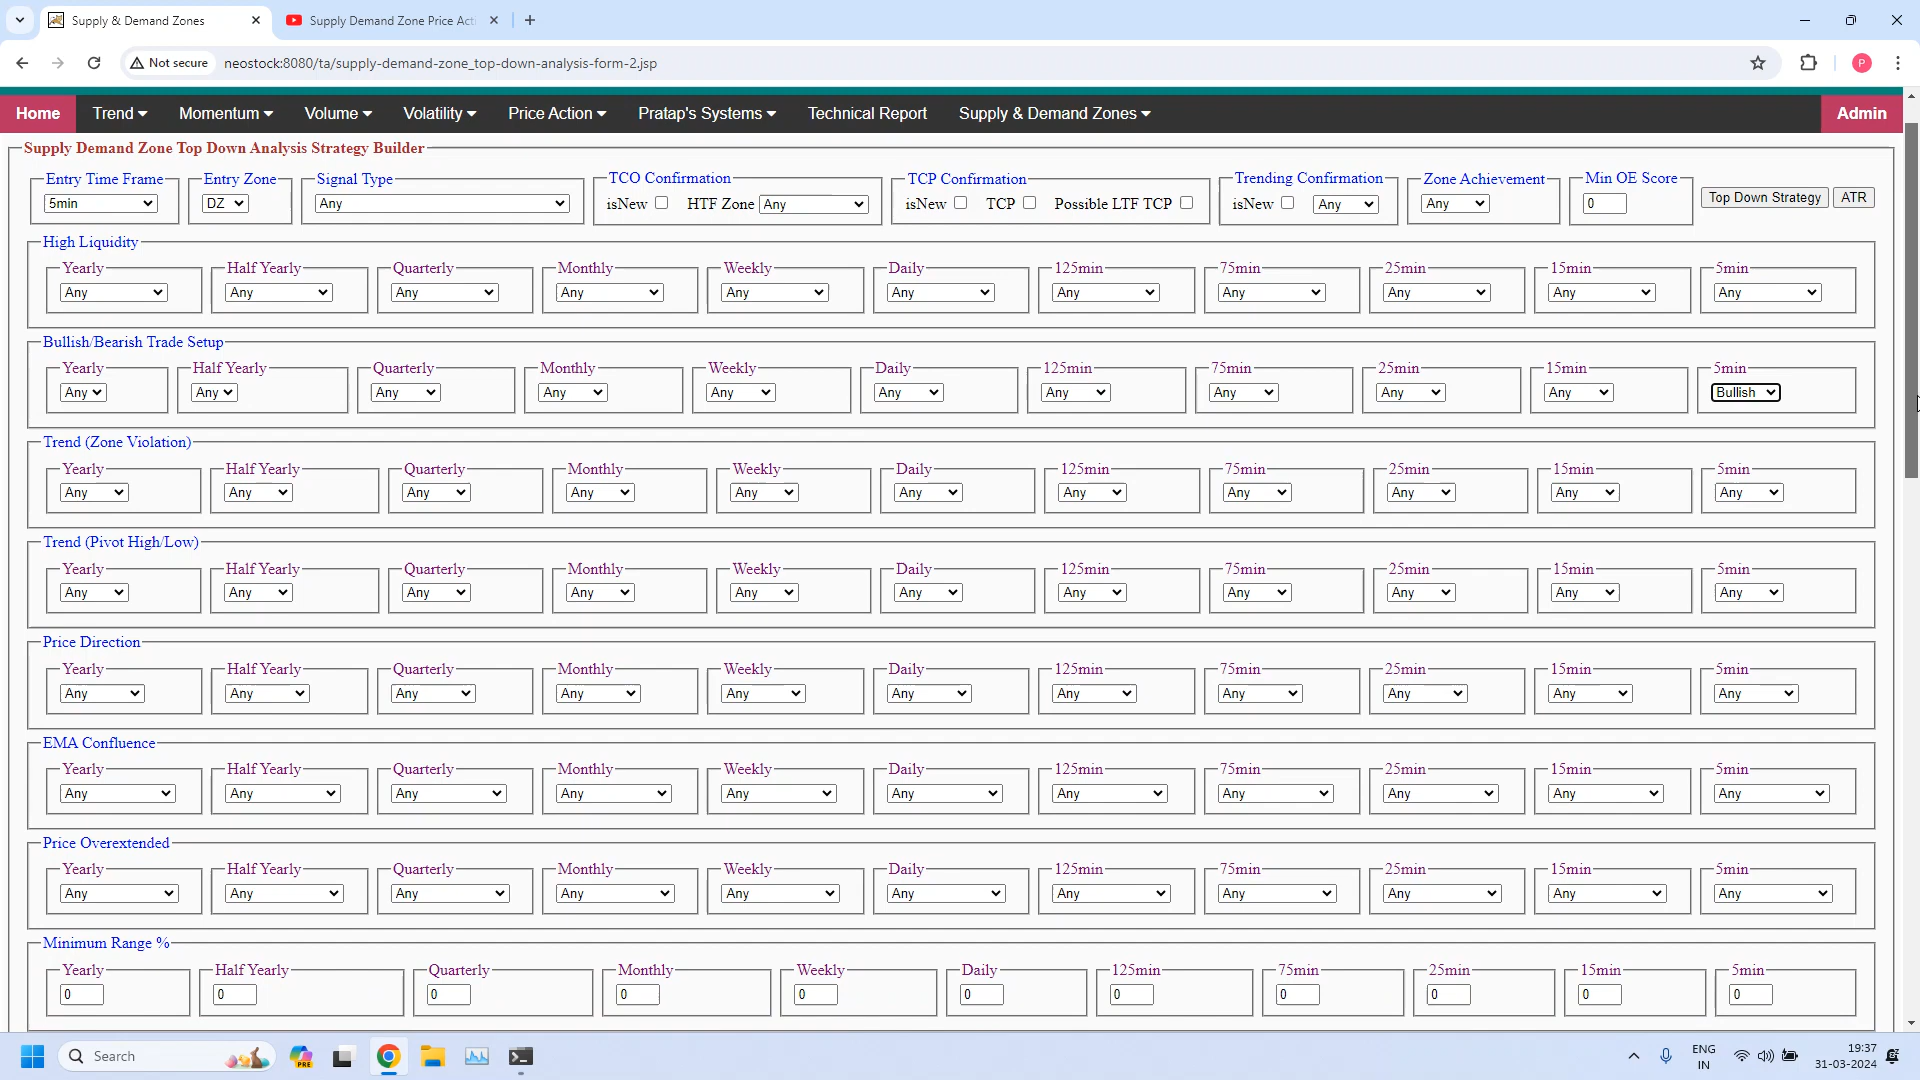 Supply & Demand Zones
Supply Demand Zone Price Acti
Not secure
neostock:8080/ta/supply-demand-zone_top-down-analysis-form-2.jsp
P
Home Trend Momentum Volume Volatility Price Action Pratap's Systems Technical Report Supply & Demand Zones Admin
Supply Demand Zone Top Down Analysis Strategy Builder
Entry Time Frame Entry Zone Signal Type TCO Confirmation TCP Confirmation Trending Confirmation Zone Achievement Min OE Score
5min DZ Any isNew HTF Zone Any isNew TCP Possible LTF TCP isNew Any Any 0 Top Down Strategy ATR
High Liquidity
Yearly Half Yearly Quarterly Monthly Weekly Daily 125min 75min 25min 15min 5min
Any Any Any Any Any Any Any Any Any Any Any
Bullish/Bearish Trade Setup
Yearly Half Yearly Quarterly Monthly Weekly Daily 125min 75min 25min 15min 5min
Any Any Any Any Any Any Any Any Any Any Bullish
Trend (Zone Violation)
Yearly Half Yearly Quarterly Monthly Weekly Daily 125min 75min 25min 15min 5min
Any Any Any Any Any Any Any Any Any Any Any
Trend (Pivot High/Low)
Yearly Half Yearly Quarterly Monthly Weekly Daily 125min 75min 25min 15min 5min
Any Any Any Any Any Any Any Any Any Any Any
Price Direction
Yearly Half Yearly Quarterly Monthly Weekly Daily 125min 75min 25min 15min 5min
Any Any Any Any Any Any Any Any Any Any Any
EMA Confluence
Yearly Half Yearly Quarterly Monthly Weekly Daily 125min 75min 25min 15min 5min
Any Any Any Any Any Any Any Any Any Any Any
Price Overextended
Yearly Half Yearly Quarterly Monthly Weekly Daily 125min 75min 25min 15min 5min
Any Any Any Any Any Any Any Any Any Any Any
Minimum Range %
Yearly Half Yearly Quarterly Monthly Weekly Daily 125min 75min 25min 15min 5min
0 0 0 0 0 0 0 0 0 0 0
Search
PRE
ENG
IN
19:37
31-03-2024